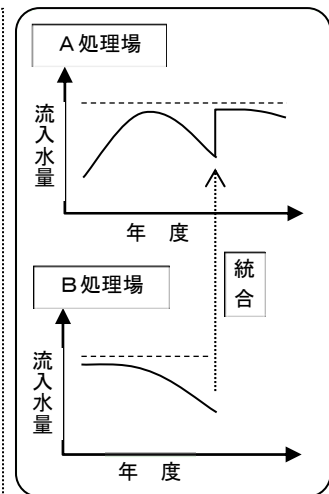 A処理場
流入水量
年 度
統合
B処理場
流入水量
年 度